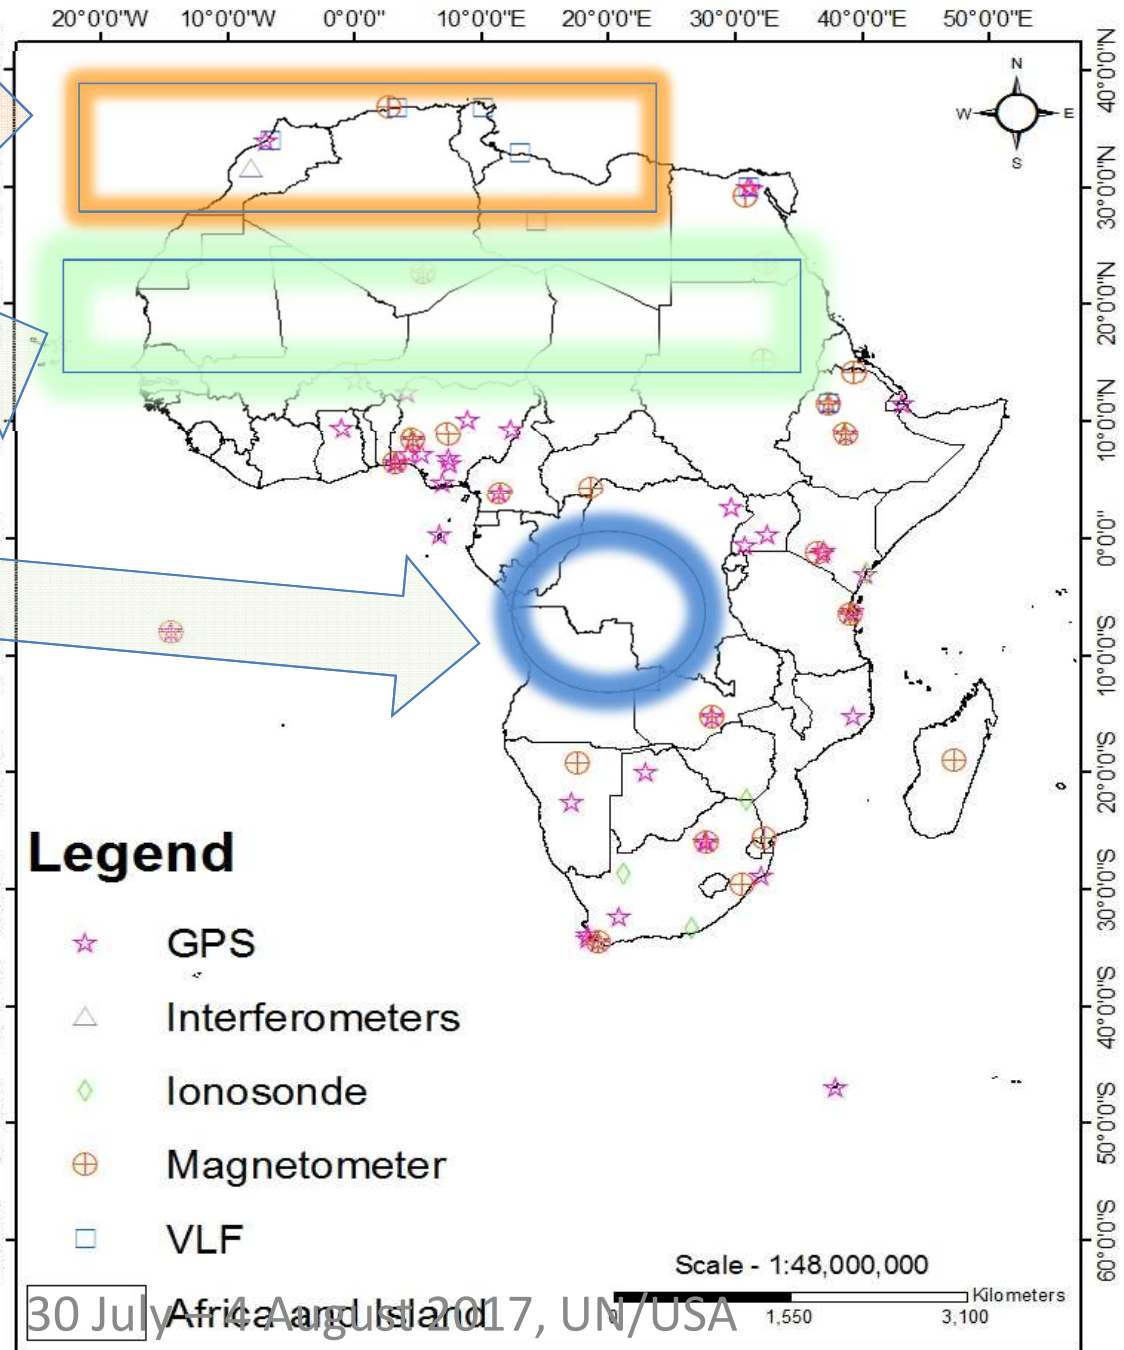 20°0'0"W 10°0'0"W 0°0'0" 10°0'0"E 20°0'0"E 30°0'0"E 40°0'0"E 50°0'0"E
N
W E
S
40°0'0"N
30°0'0"N
20°0'0"N
10°0'0"N
0°0'0"
10°0'0"S
20°0'0"S
30°0'0"S
40°0'0"S
50°0'0"S
60°0'0"S
Legend
GPS
Interferometers
Ionosonde
Magnetometer
VLF
Africa and Island
Scale - 1:48,000,000
Kilometers
0 1,550 3,100
30 July – 4 August 2017, UN/USA